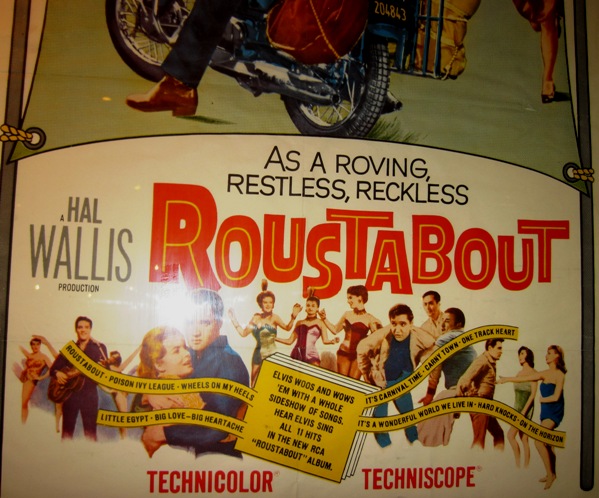 204843
AS A ROVING,
RESTLESS, RECKLESS
A HAL
WALLIS
PRODUCTION
ROUSTABOUT
ROUSTABOUT • POISON IVY LEAGUE • WHEELS ON MY HEELS
LITTLE EGYPT • BIG LOVE–BIG HEARTACHE
ELVIS WOOS AND WOWS
'EM WITH A WHOLE
SIDESHOW OF SONGS.
HEAR ELVIS SING
ALL 11 HITS
IN THE NEW RCA
"ROUSTABOUT" ALBUM.
IT'S CARNIVAL TIME • CARNY TOWN • ONE TRACK HEART
IT'S A WONDERFUL WORLD WE LIVE IN • HARD KNOCKS • ON THE HORIZON
TECHNICOLOR®
TECHNISCOPE®